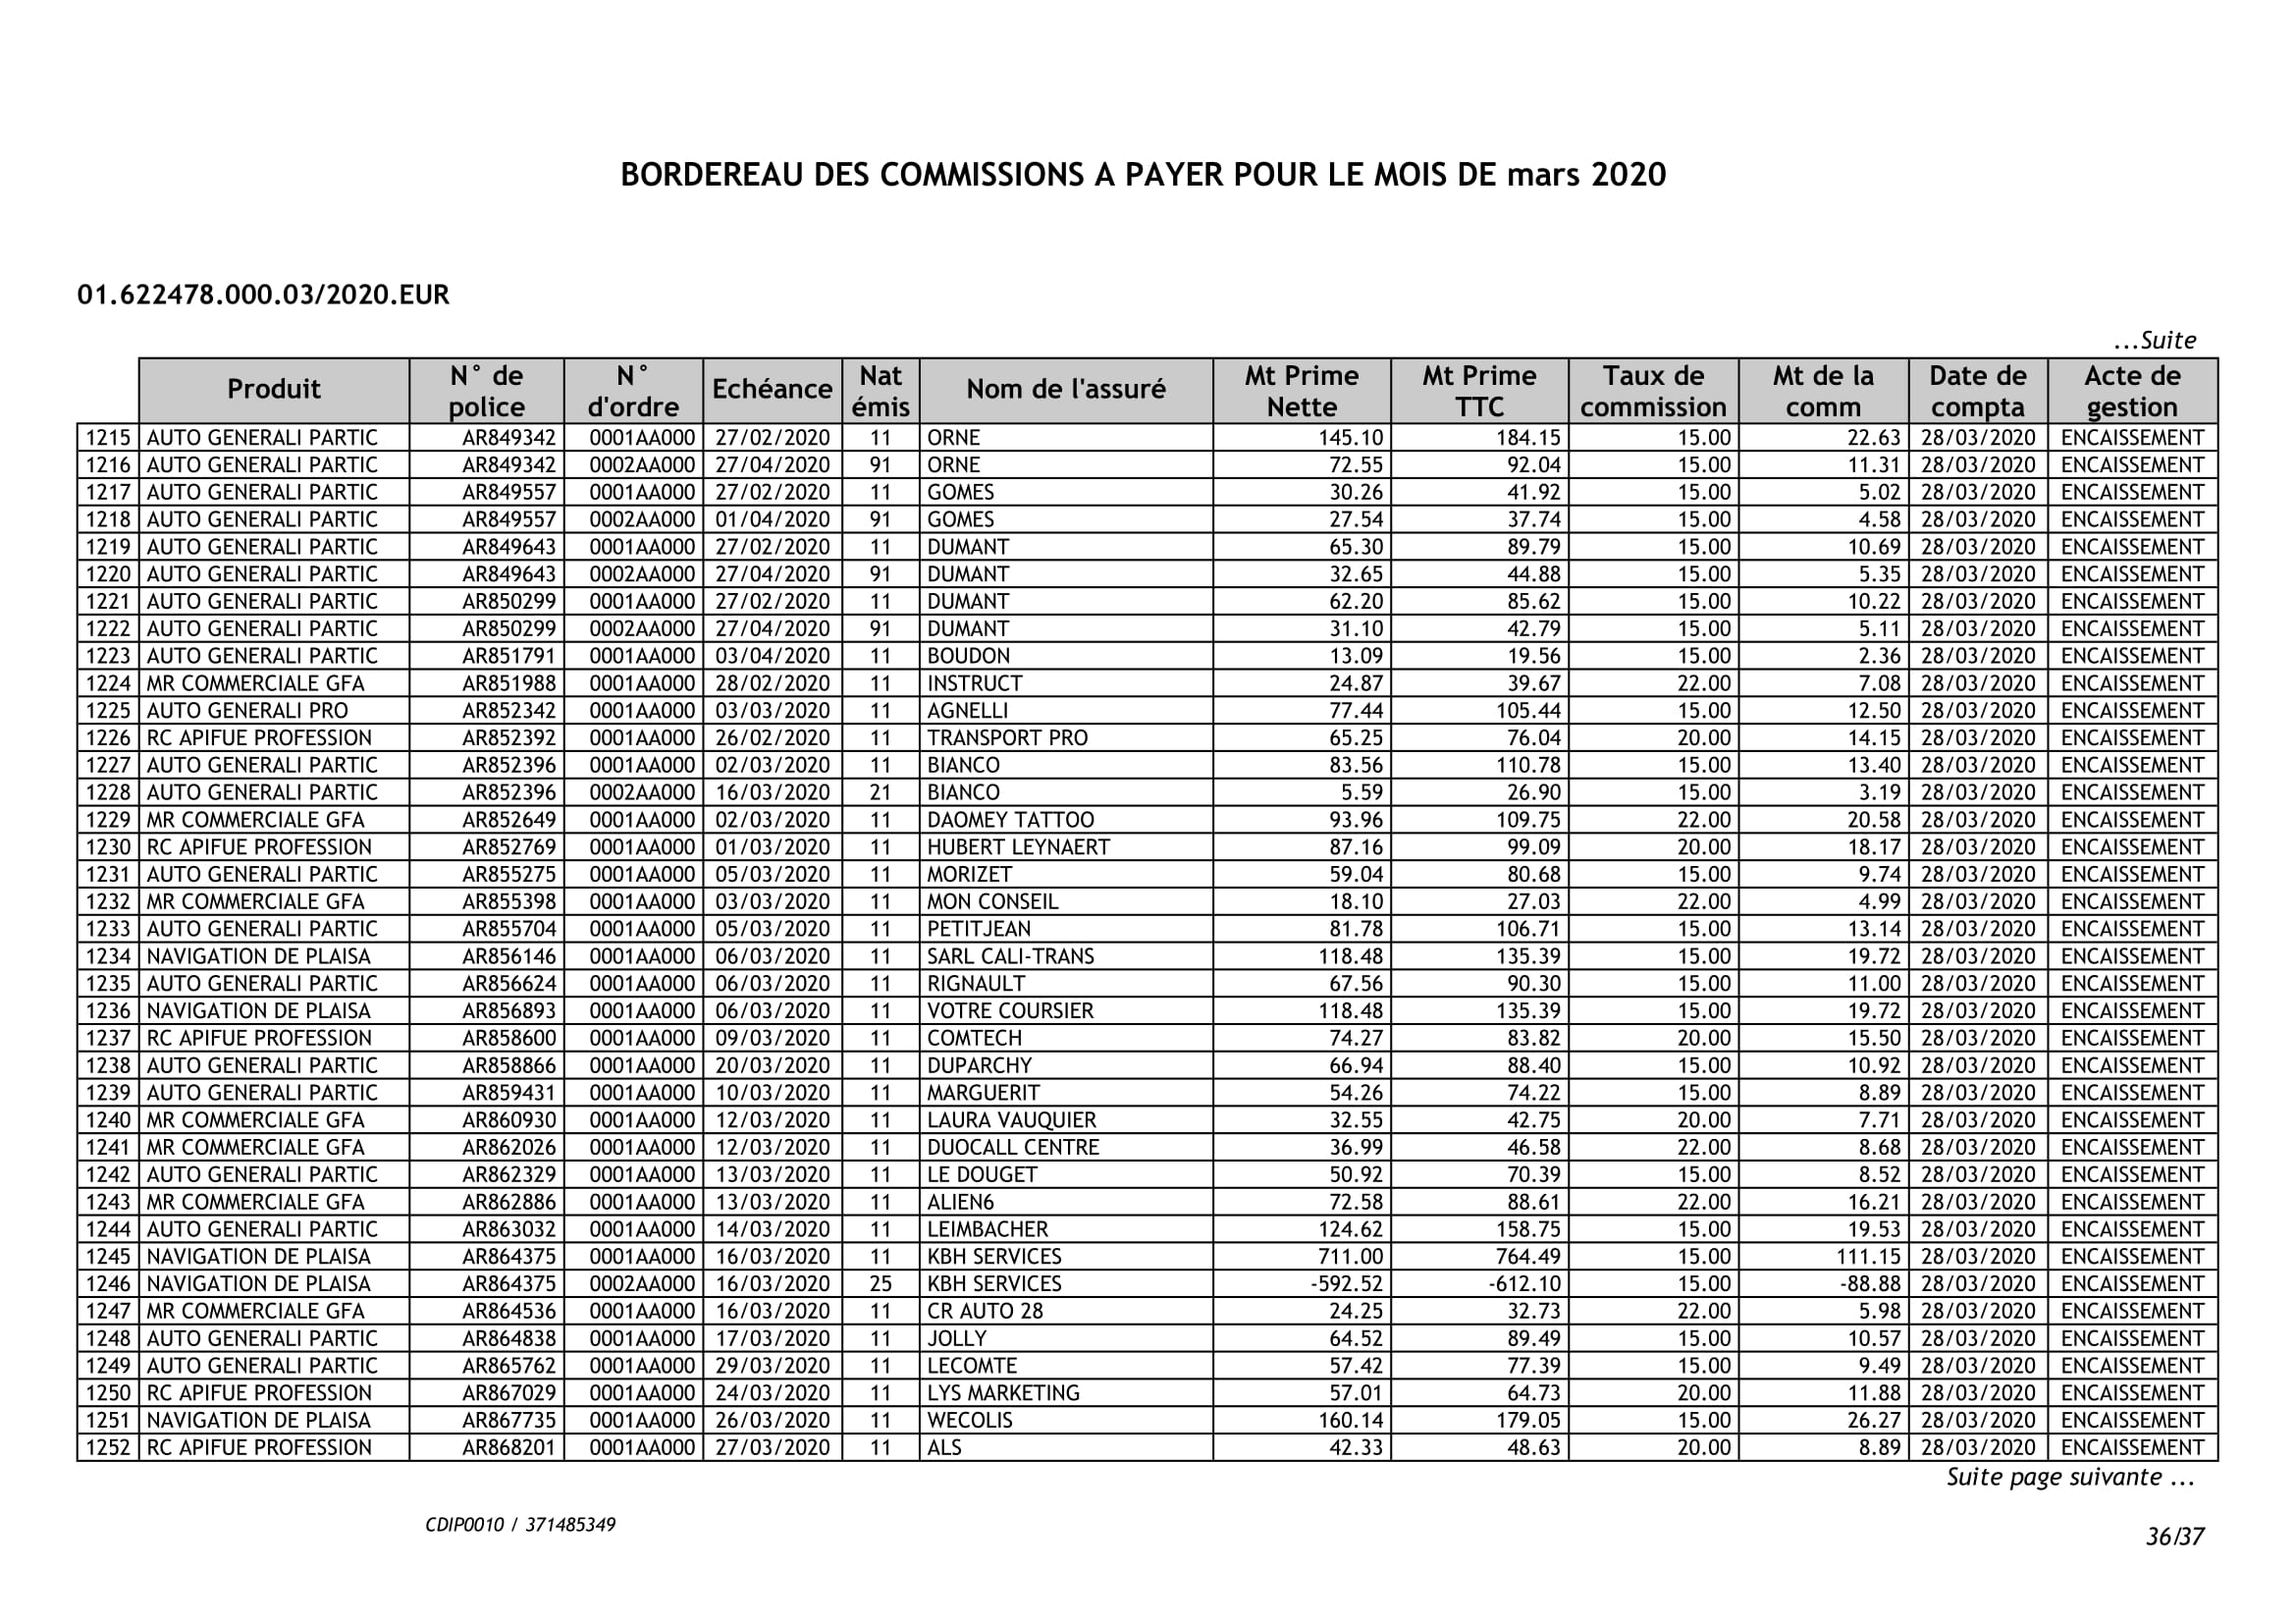 BORDEREAU DES COMMISSIONS A PAYER POUR LE MOIS DE mars 2020
01.622478.000.03/2020.EUR
...Suite
Produit N° de police N° d'ordre Echéance Nat émis Nom de l'assuré Mt Prime Nette Mt Prime TTC Taux de commission Mt de la comm Date de compta Acte de gestion
1215 AUTO GENERALI PARTIC AR849342 0001AA000 27/02/2020 11 ORNE 145.10 184.15 15.00 22.63 28/03/2020 ENCAISSEMENT
1216 AUTO GENERALI PARTIC AR849342 0002AA000 27/04/2020 91 ORNE 72.55 92.04 15.00 11.31 28/03/2020 ENCAISSEMENT
1217 AUTO GENERALI PARTIC AR849557 0001AA000 27/02/2020 11 GOMES 30.26 41.92 15.00 5.02 28/03/2020 ENCAISSEMENT
1218 AUTO GENERALI PARTIC AR849557 0002AA000 01/04/2020 91 GOMES 27.54 37.74 15.00 4.58 28/03/2020 ENCAISSEMENT
1219 AUTO GENERALI PARTIC AR849643 0001AA000 27/02/2020 11 DUMANT 65.30 89.79 15.00 10.69 28/03/2020 ENCAISSEMENT
1220 AUTO GENERALI PARTIC AR849643 0002AA000 27/04/2020 91 DUMANT 32.65 44.88 15.00 5.35 28/03/2020 ENCAISSEMENT
1221 AUTO GENERALI PARTIC AR850299 0001AA000 27/02/2020 11 DUMANT 62.20 85.62 15.00 10.22 28/03/2020 ENCAISSEMENT
1222 AUTO GENERALI PARTIC AR850299 0002AA000 27/04/2020 91 DUMANT 31.10 42.79 15.00 5.11 28/03/2020 ENCAISSEMENT
1223 AUTO GENERALI PARTIC AR851791 0001AA000 03/04/2020 11 BOUDON 13.09 19.56 15.00 2.36 28/03/2020 ENCAISSEMENT
1224 MR COMMERCIALE GFA AR851988 0001AA000 28/02/2020 11 INSTRUCT 24.87 39.67 22.00 7.08 28/03/2020 ENCAISSEMENT
1225 AUTO GENERALI PRO AR852342 0001AA000 03/03/2020 11 AGNELLI 77.44 105.44 15.00 12.50 28/03/2020 ENCAISSEMENT
1226 RC APIFUE PROFESSION AR852392 0001AA000 26/02/2020 11 TRANSPORT PRO 65.25 76.04 20.00 14.15 28/03/2020 ENCAISSEMENT
1227 AUTO GENERALI PARTIC AR852396 0001AA000 02/03/2020 11 BIANCO 83.56 110.78 15.00 13.40 28/03/2020 ENCAISSEMENT
1228 AUTO GENERALI PARTIC AR852396 0002AA000 16/03/2020 21 BIANCO 5.59 26.90 15.00 3.19 28/03/2020 ENCAISSEMENT
1229 MR COMMERCIALE GFA AR852649 0001AA000 02/03/2020 11 DAOMEY TATTOO 93.96 109.75 22.00 20.58 28/03/2020 ENCAISSEMENT
1230 RC APIFUE PROFESSION AR852769 0001AA000 01/03/2020 11 HUBERT LEYNAERT 87.16 99.09 20.00 18.17 28/03/2020 ENCAISSEMENT
1231 AUTO GENERALI PARTIC AR855275 0001AA000 05/03/2020 11 MORIZET 59.04 80.68 15.00 9.74 28/03/2020 ENCAISSEMENT
1232 MR COMMERCIALE GFA AR855398 0001AA000 03/03/2020 11 MON CONSEIL 18.10 27.03 22.00 4.99 28/03/2020 ENCAISSEMENT
1233 AUTO GENERALI PARTIC AR855704 0001AA000 05/03/2020 11 PETITJEAN 81.78 106.71 15.00 13.14 28/03/2020 ENCAISSEMENT
1234 NAVIGATION DE PLAISA AR856146 0001AA000 06/03/2020 11 SARL CALI-TRANS 118.48 135.39 15.00 19.72 28/03/2020 ENCAISSEMENT
1235 AUTO GENERALI PARTIC AR856624 0001AA000 06/03/2020 11 RIGNAULT 67.56 90.30 15.00 11.00 28/03/2020 ENCAISSEMENT
1236 NAVIGATION DE PLAISA AR856893 0001AA000 06/03/2020 11 VOTRE COURSIER 118.48 135.39 15.00 19.72 28/03/2020 ENCAISSEMENT
1237 RC APIFUE PROFESSION AR858600 0001AA000 09/03/2020 11 COMTECH 74.27 83.82 20.00 15.50 28/03/2020 ENCAISSEMENT
1238 AUTO GENERALI PARTIC AR858866 0001AA000 20/03/2020 11 DUPARCHY 66.94 88.40 15.00 10.92 28/03/2020 ENCAISSEMENT
1239 AUTO GENERALI PARTIC AR859431 0001AA000 10/03/2020 11 MARGUERIT 54.26 74.22 15.00 8.89 28/03/2020 ENCAISSEMENT
1240 MR COMMERCIALE GFA AR860930 0001AA000 12/03/2020 11 LAURA VAUQUIER 32.55 42.75 20.00 7.71 28/03/2020 ENCAISSEMENT
1241 MR COMMERCIALE GFA AR862026 0001AA000 12/03/2020 11 DUOCALL CENTRE 36.99 46.58 22.00 8.68 28/03/2020 ENCAISSEMENT
1242 AUTO GENERALI PARTIC AR862329 0001AA000 13/03/2020 11 LE DOUGET 50.92 70.39 15.00 8.52 28/03/2020 ENCAISSEMENT
1243 MR COMMERCIALE GFA AR862886 0001AA000 13/03/2020 11 ALIEN6 72.58 88.61 22.00 16.21 28/03/2020 ENCAISSEMENT
1244 AUTO GENERALI PARTIC AR863032 0001AA000 14/03/2020 11 LEIMBACHER 124.62 158.75 15.00 19.53 28/03/2020 ENCAISSEMENT
1245 NAVIGATION DE PLAISA AR864375 0001AA000 16/03/2020 11 KBH SERVICES 711.00 764.49 15.00 111.15 28/03/2020 ENCAISSEMENT
1246 NAVIGATION DE PLAISA AR864375 0002AA000 16/03/2020 25 KBH SERVICES -592.52 -612.10 15.00 -88.88 28/03/2020 ENCAISSEMENT
1247 MR COMMERCIALE GFA AR864536 0001AA000 16/03/2020 11 CR AUTO 28 24.25 32.73 22.00 5.98 28/03/2020 ENCAISSEMENT
1248 AUTO GENERALI PARTIC AR864838 0001AA000 17/03/2020 11 JOLLY 64.52 89.49 15.00 10.57 28/03/2020 ENCAISSEMENT
1249 AUTO GENERALI PARTIC AR865762 0001AA000 29/03/2020 11 LECOMTE 57.42 77.39 15.00 9.49 28/03/2020 ENCAISSEMENT
1250 RC APIFUE PROFESSION AR867029 0001AA000 24/03/2020 11 LYS MARKETING 57.01 64.73 20.00 11.88 28/03/2020 ENCAISSEMENT
1251 NAVIGATION DE PLAISA AR867735 0001AA000 26/03/2020 11 WECOLIS 160.14 179.05 15.00 26.27 28/03/2020 ENCAISSEMENT
1252 RC APIFUE PROFESSION AR868201 0001AA000 27/03/2020 11 ALS 42.33 48.63 20.00 8.89 28/03/2020 ENCAISSEMENT
Suite page suivante ...
CDIP0010 / 371485349
36/37